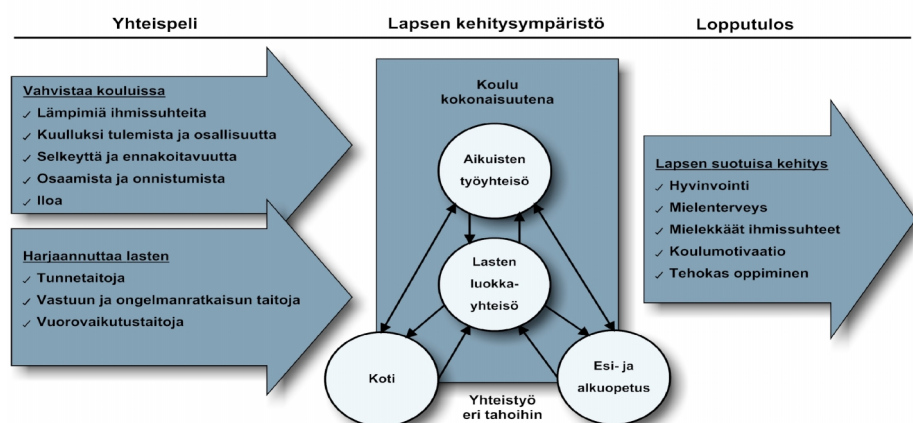 Yhteispeli
Lapsen kehitysympäristö
Lopputulos
Vahvistaa kouluissa
✓ Lämpimiä ihmissuhteita
✓ Kuulluksi tulemista ja osallisuutta
✓ Selkeyttä ja ennakoitavuutta
✓ Osaamista ja onnistumista
✓ Iloa
Harjaannuttaa lasten
✓ Tunnetaitoja
✓ Vastuun ja ongelmanratkaisun taitoja
✓ Vuorovaikutustaitoja
Koulu
kokonaisuutena
Aikuisten
työyhteisö
Lasten
luokka-
yhteisö
Koti
Esi- ja
alkuopetus
Yhteistyö
eri tahoihin
Lapsen suotuisa kehitys
✓ Hyvinvointi
✓ Mielenterveys
✓ Mielekkäät ihmissuhteet
✓ Koulumotivaatio
✓ Tehokas oppiminen